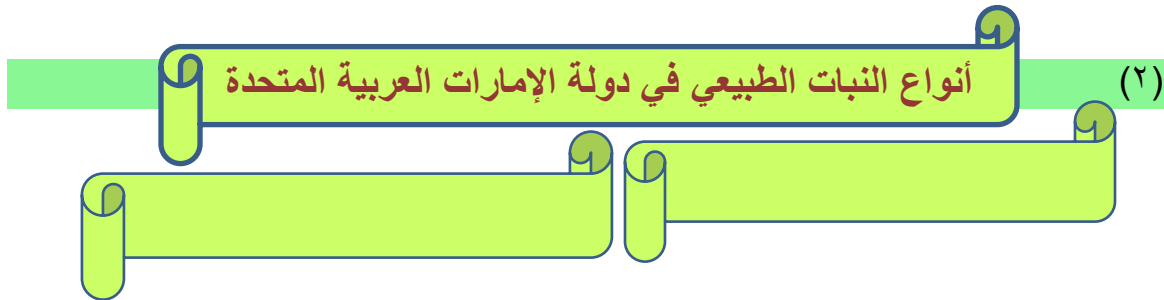 (٢)
أنواع النبات الطبيعي في دولة الإمارات العربية المتحدة